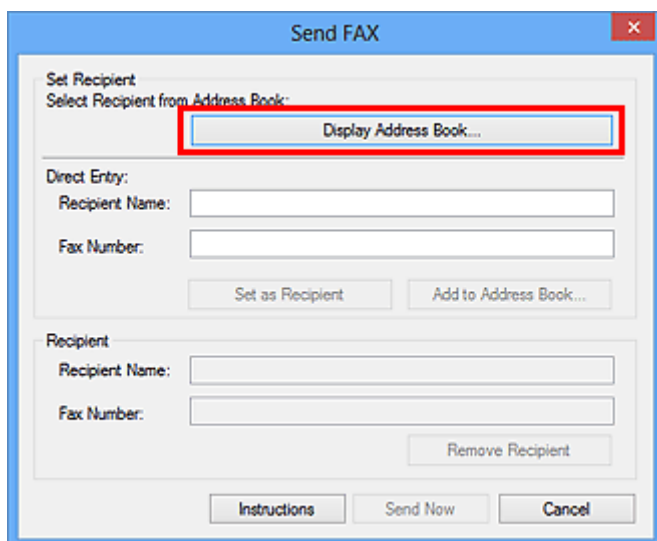 Send FAX
Set Recipient
Select Recipient from Address Book:
Display Address Book...
Direct Entry:
Recipient Name:
Fax Number:
Set as Recipient
Add to Address Book...
Recipient
Recipient Name:
Fax Number:
Remove Recipient
Instructions
Send Now
Cancel